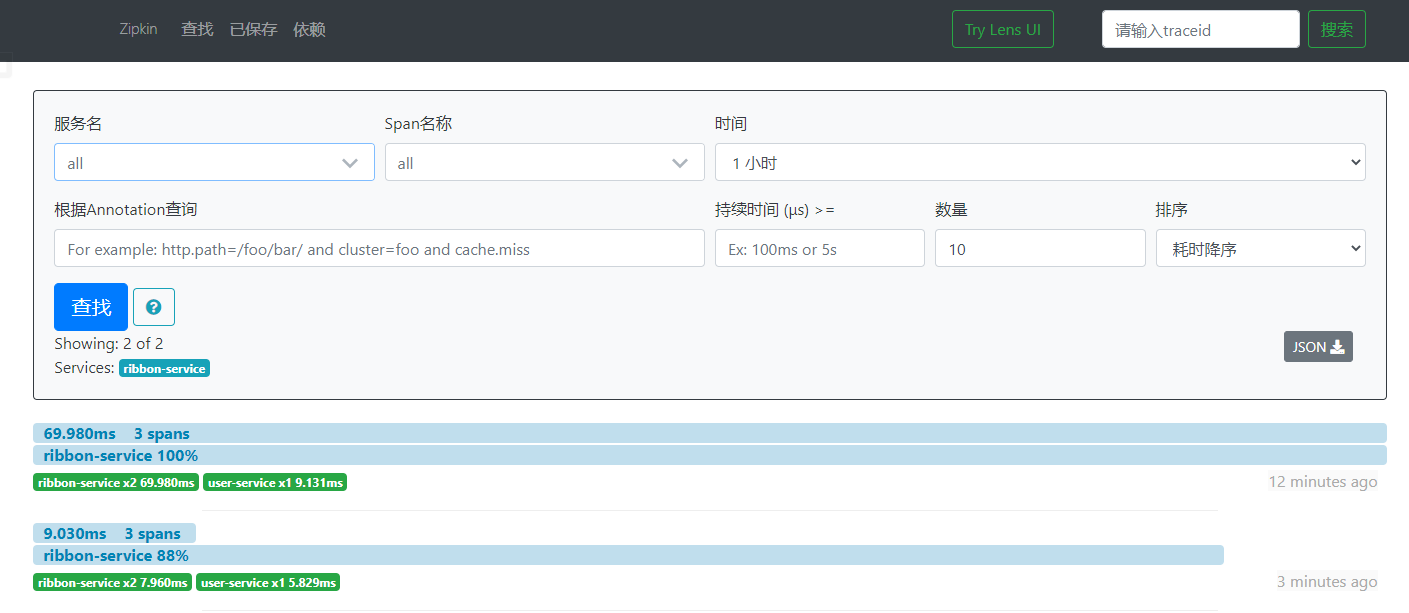 Zipkin 查找 已保存 依赖 Try Lens UI 请输入traceid 搜索
服务名 Span名称 时间
all all 1 小时
根据Annotation查询 持续时间 (μs) >= 数量 排序
For example: http.path=/foo/bar/ and cluster=foo and cache.miss Ex: 100ms or 5s 10 耗时降序
查找 ?
Showing: 2 of 2
Services: ribbon-service JSON
69.980ms 3 spans
ribbon-service 100%
ribbon-service x2 69.980ms user-service x1 9.131ms 12 minutes ago
9.030ms 3 spans
ribbon-service 88%
ribbon-service x2 7.960ms user-service x1 5.829ms 3 minutes ago